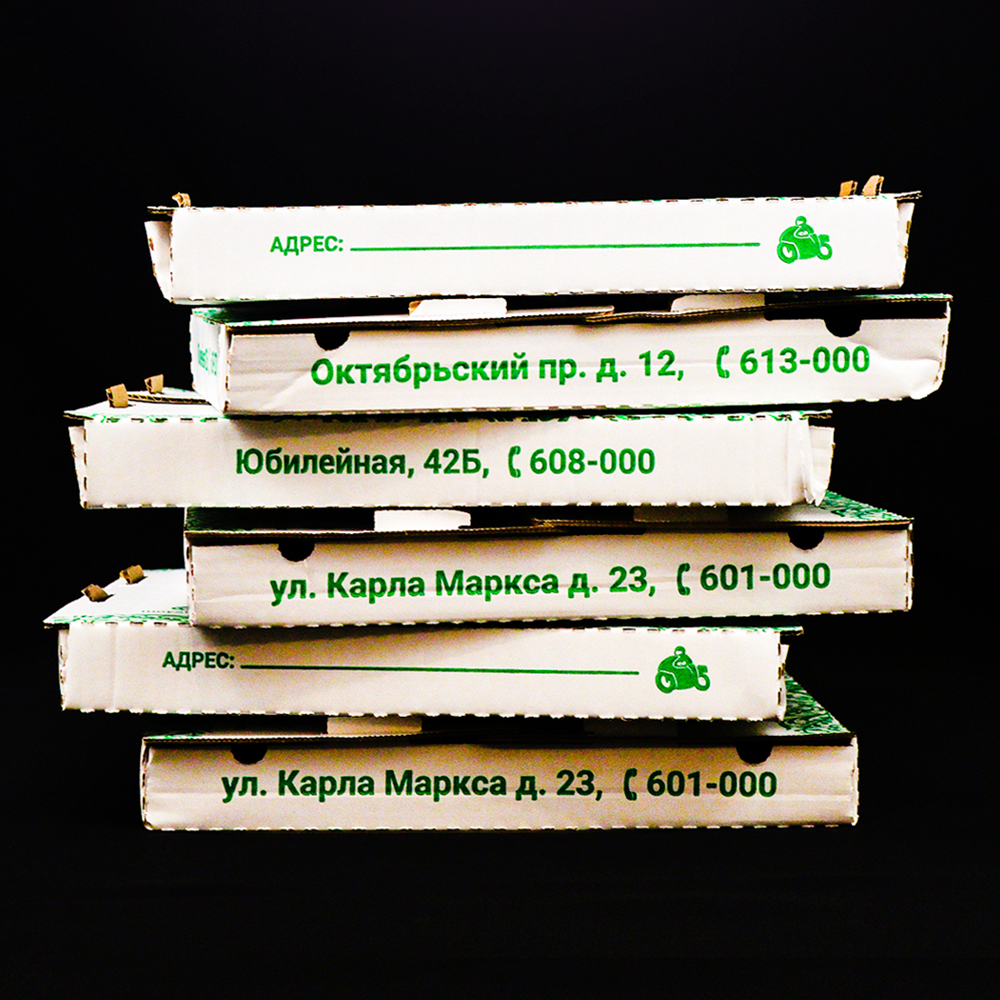 АДРЕС:
Октябрьский пр. д. 12, 613-000
Юбилейная, 42Б, 608-000
ул. Карла Маркса д. 23, 601-000
АДРЕС:
ул. Карла Маркса д. 23, 601-000